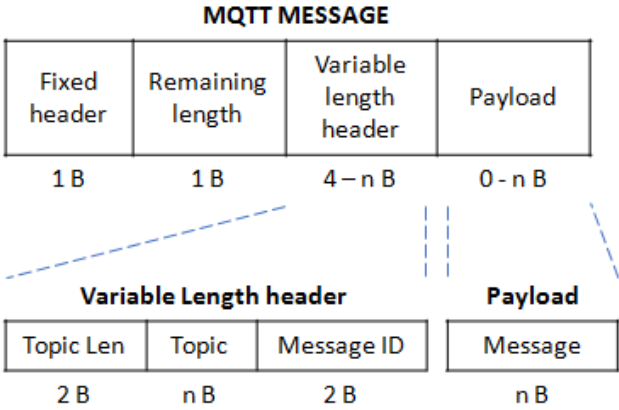 MQTT MESSAGE
Fixed header
Remaining length
Variable length header
Payload
1 B
1 B
4 – n B
0 - n B
Variable Length header
Payload
Topic Len
Topic
Message ID
Message
2 B
n B
2 B
n B